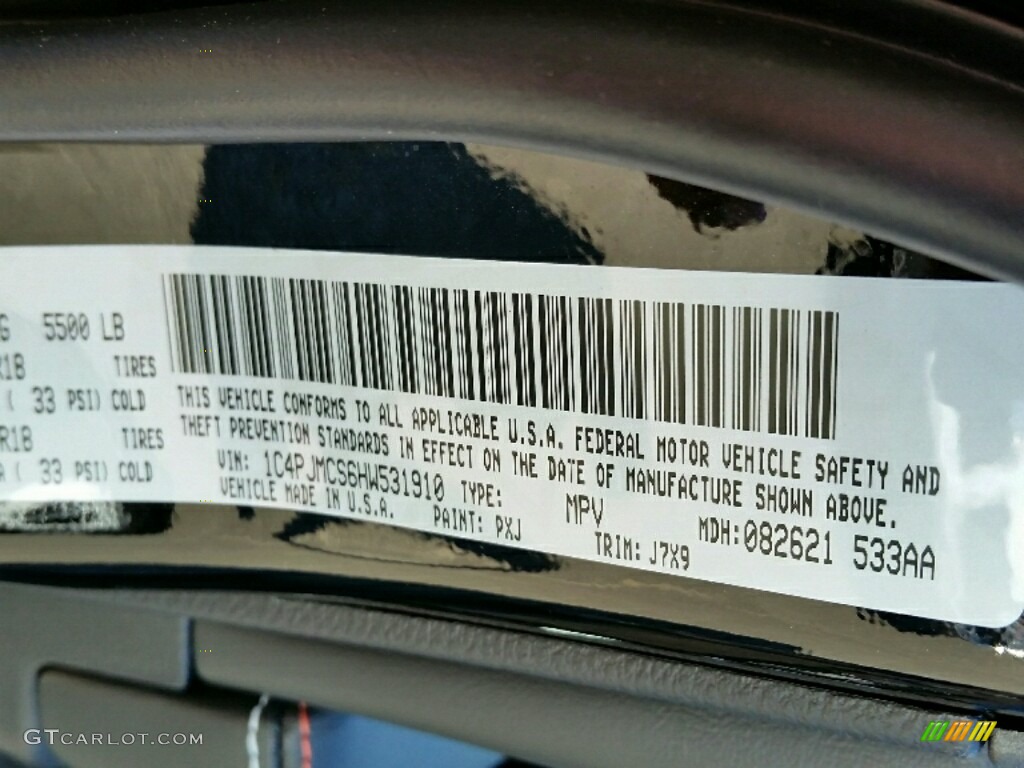 G 5500 LB
R18 TIRES
( 33 PSI) COLD
R18 TIRES
( 33 PSI) COLD
THIS VEHICLE CONFORMS TO ALL APPLICABLE U.S.A. FEDERAL MOTOR VEHICLE SAFETY AND
THEFT PREVENTION STANDARDS IN EFFECT ON THE DATE OF MANUFACTURE SHOWN ABOVE.
VIN: 1C4PJMCS6HW531910 TYPE: MPV MDH:082621 533AA
VEHICLE MADE IN U.S.A. PAINT: PXJ TRIM: J7X9
GTCARLOT.COM